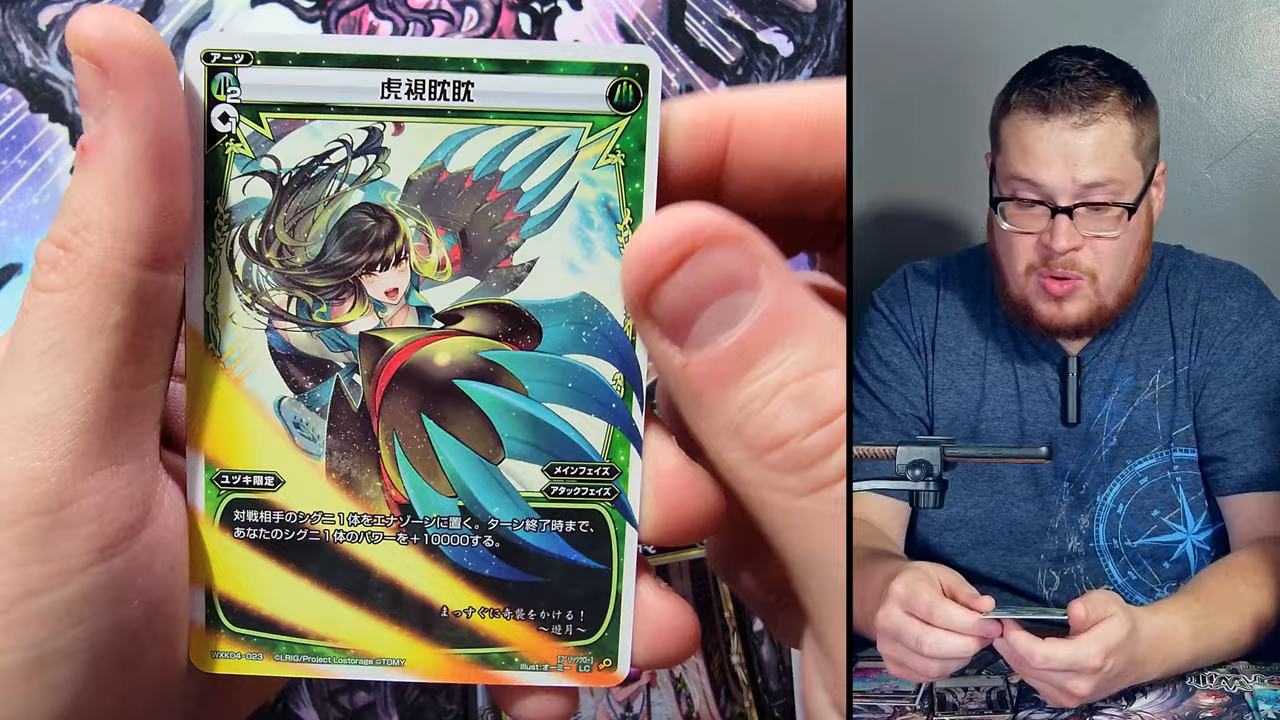 アーツ
虎視眈眈
2
1
メインフェイズ
ユヅキ限定
アタックフェイズ
対戦相手のシグニ1体をエナゾーンに置く。ターン終了時まで、
あなたのシグニ1体のパワーを+10000する。
まっすぐに奇襲をかける!
～遊月～
WXK04-023 ©LRIG/Project Lostorage ©TOMY
Illust:オーミー LC